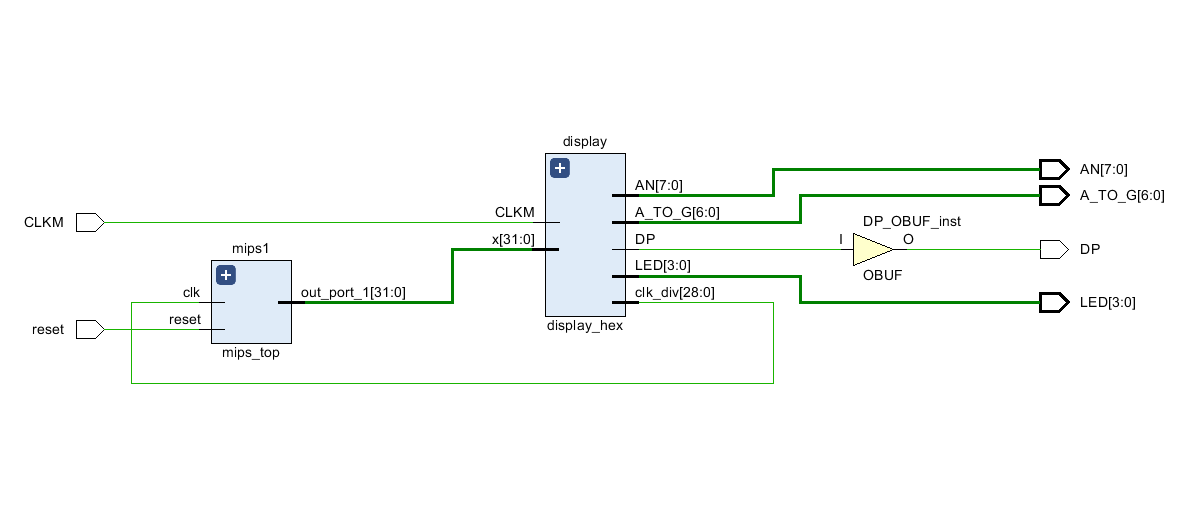 display
AN[7:0]
AN[7:0]
A_TO_G[6:0]
CLKM
CLKM
A_TO_G[6:0]
DP_OBUF_inst
x[31:0]
DP
I
O
DP
mips1
LED[3:0]
OBUF
clk
out_port_1[31:0]
clk_div[28:0]
LED[3:0]
reset
reset
display_hex
mips_top